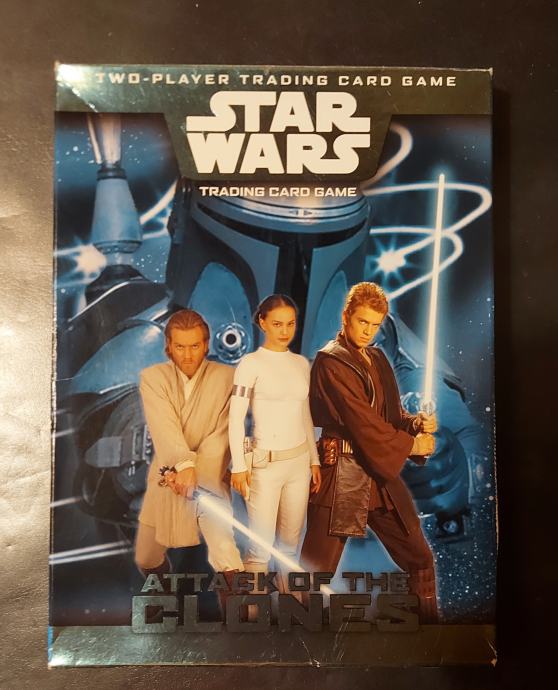 TWO-PLAYER TRADING CARD GAME
STAR
WARS
TRADING CARD GAME
ATTACK OF THE
CLONES